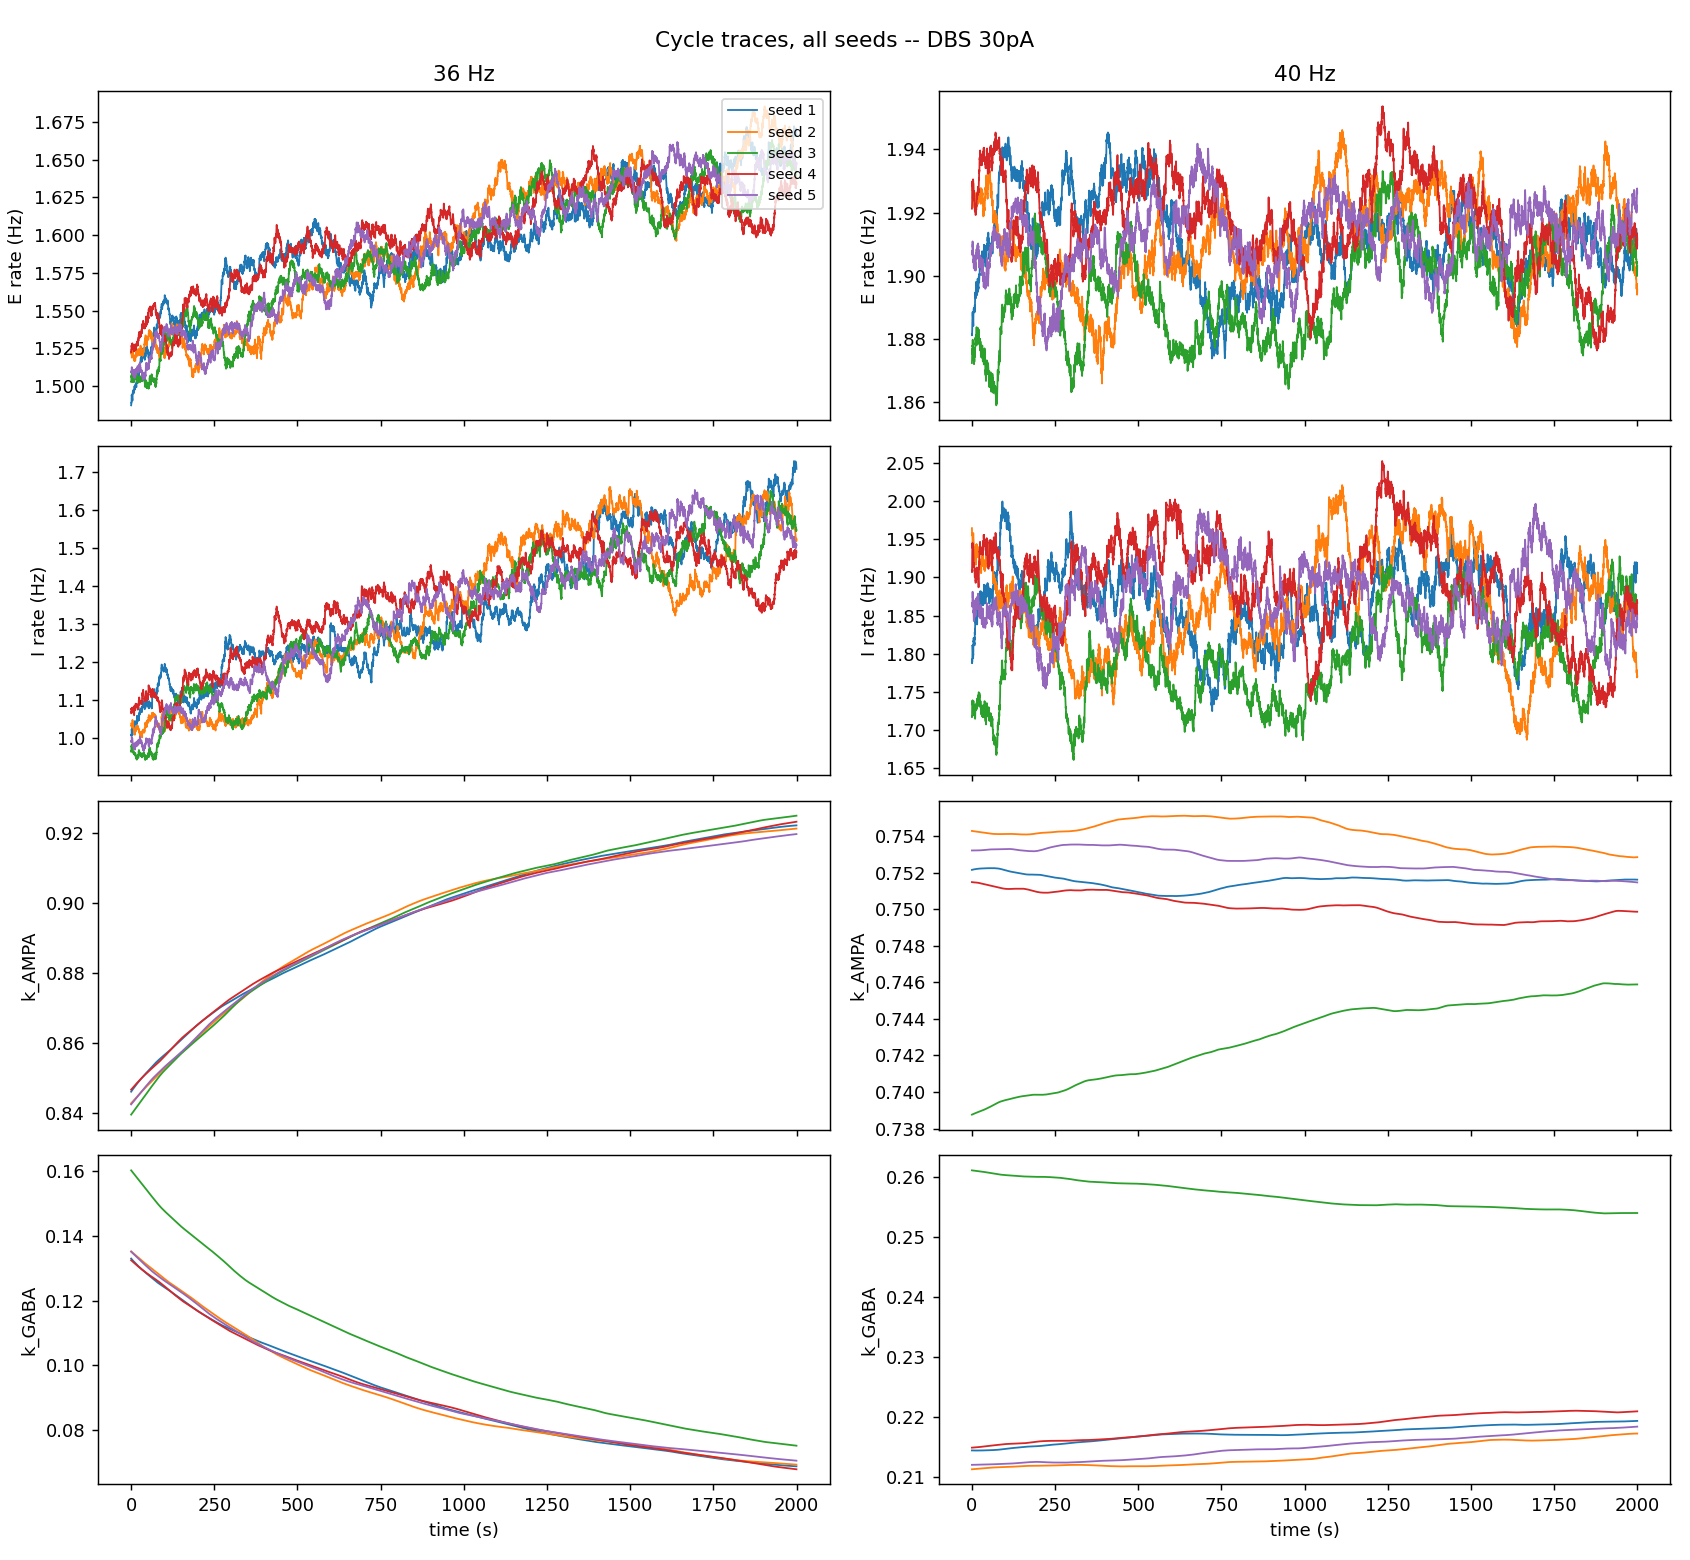 Cycle traces, all seeds -- DBS 30pA
36 Hz
40 Hz
E rate (Hz)
1.675
1.650
1.625
1.600
1.575
1.550
1.525
1.500
seed 1
seed 2
seed 3
seed 4
seed 5
E rate (Hz)
1.94
1.92
1.90
1.88
1.86
I rate (Hz)
1.7
1.6
1.5
1.4
1.3
1.2
1.1
1.0
I rate (Hz)
2.05
2.00
1.95
1.90
1.85
1.80
1.75
1.70
1.65
k_AMPA
0.92
0.90
0.88
0.86
0.84
k_AMPA
0.754
0.752
0.750
0.748
0.746
0.744
0.742
0.740
0.738
k_GABA
0.16
0.14
0.12
0.10
0.08
0 250 500 750 1000 1250 1500 1750 2000
time (s)
k_GABA
0.26
0.25
0.24
0.23
0.22
0.21
0 250 500 750 1000 1250 1500 1750 2000
time (s)